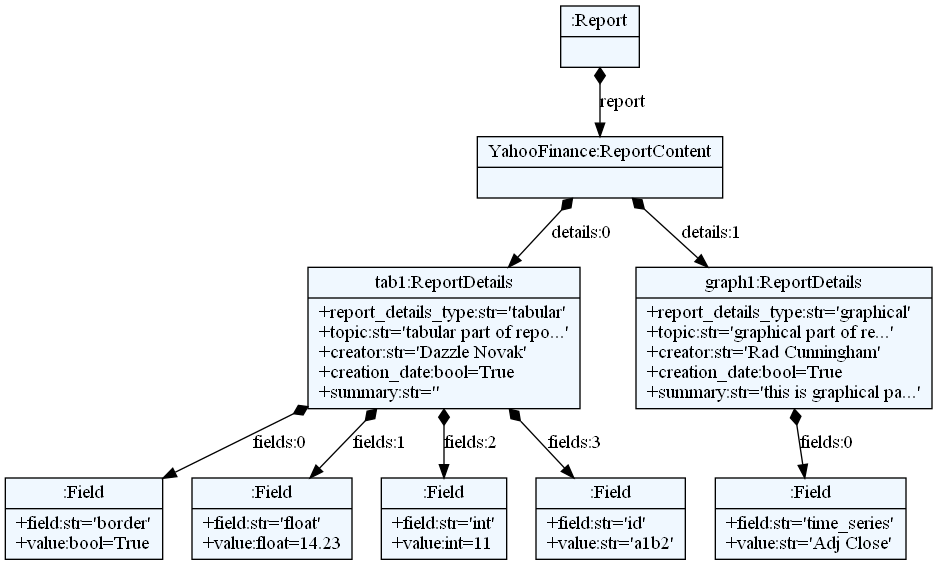 :Report
report
YahooFinance:ReportContent
details:0
details:1
tab1:ReportDetails
+report_details_type:str='tabular'
+topic:str='tabular part of repo...'
+creator:str='Dazzle Novak'
+creation_date:bool=True
+summary:str=''
graph1:ReportDetails
+report_details_type:str='graphical'
+topic:str='graphical part of re...'
+creator:str='Rad Cunningham'
+creation_date:bool=True
+summary:str='this is graphical pa...'
fields:0
fields:1
fields:2
fields:3
fields:0
:Field
+field:str='border'
+value:bool=True
:Field
+field:str='float'
+value:float=14.23
:Field
+field:str='int'
+value:int=11
:Field
+field:str='id'
+value:str='a1b2'
:Field
+field:str='time_series'
+value:str='Adj Close'